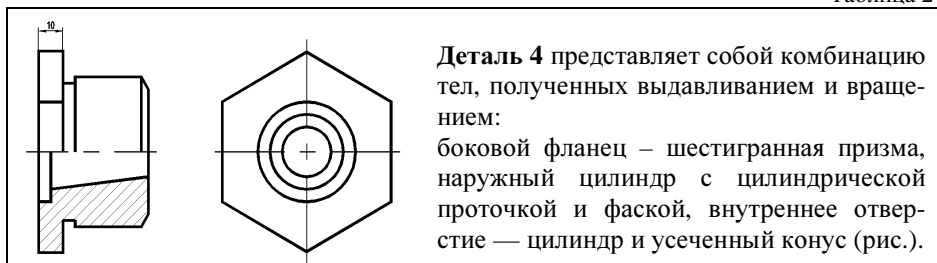 Таблица 2
10
Деталь 4 представляет собой комбинацию
тел, полученных выдавливанием и враще-
нием:
боковой фланец – шестигранная призма,
наружный цилиндр с цилиндрической
проточкой и фаской, внутреннее отвер-
стие — цилиндр и усеченный конус (рис.).